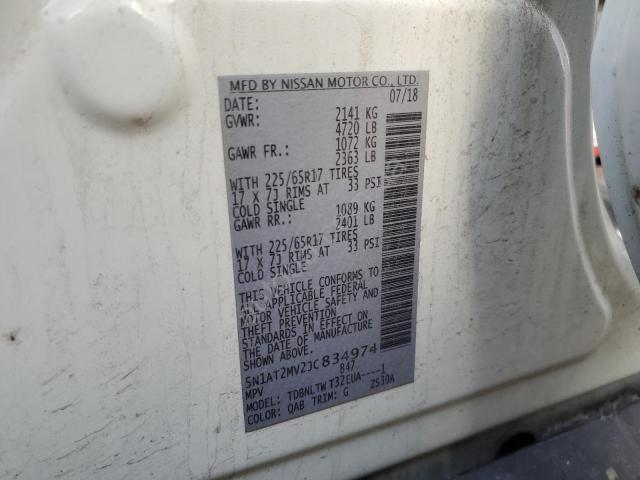 MFD BY NISSAN MOTOR CO., LTD.
DATE: 07/18
GVWR: 2141 KG
4720 LB
GAWR FR.: 1072 KG
2363 LB
WITH 225/65R17 TIRES
17 X 7J RIMS AT 33 PSI
COLD SINGLE
GAWR RR.: 1089 KG
2401 LB
WITH 225/65R17 TIRES
17 X 7J RIMS AT 33 PSI
COLD SINGLE
THIS VEHICLE CONFORMS TO
ALL APPLICABLE FEDERAL
MOTOR VEHICLE SAFETY AND
THEFT PREVENTION
STANDARDS IN EFFECT ON
THE DATE OF MANUFACTURE
SHOWN ABOVE.
5N1AT2MV2JC834974
MPV 847
MODEL: TDBNLTWT32EUA----1
COLOR: QAB TRIM: G ZS30A